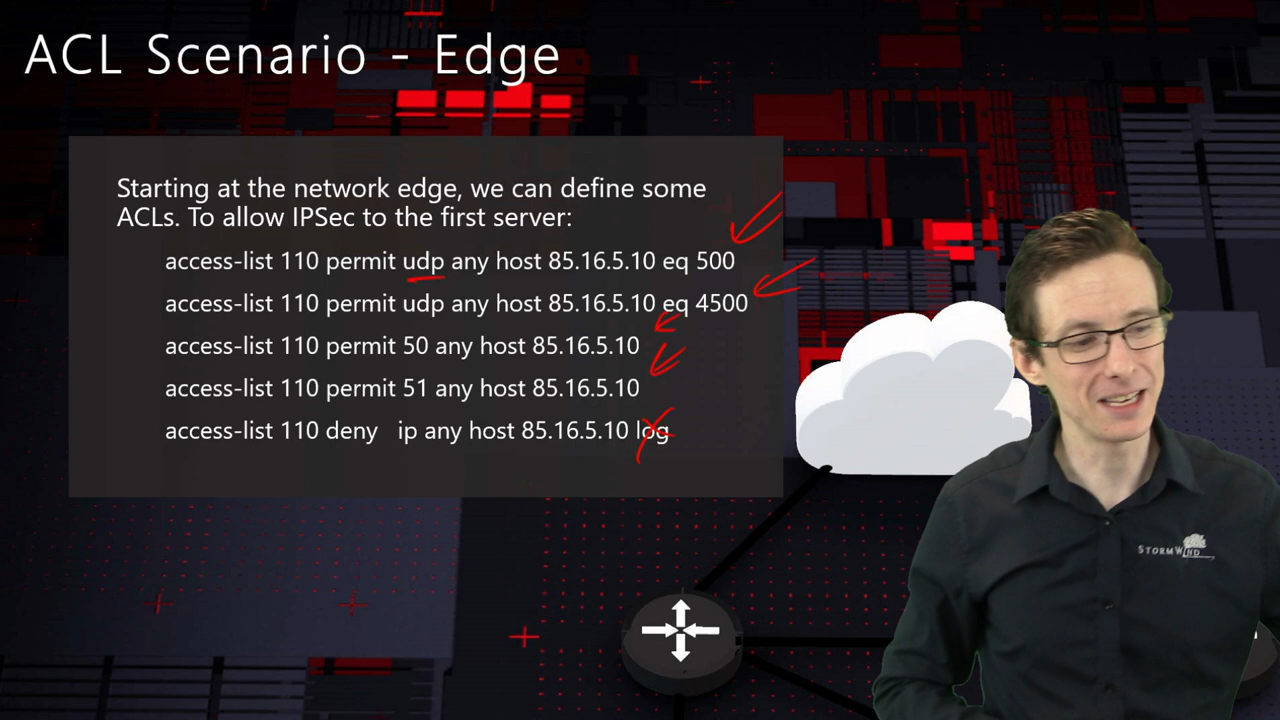 ACL Scenario - Edge
Starting at the network edge, we can define some
ACLs. To allow IPSec to the first server:
access-list 110 permit udp any host 85.16.5.10 eq 500
access-list 110 permit udp any host 85.16.5.10 eq 4500
access-list 110 permit 50 any host 85.16.5.10
access-list 110 permit 51 any host 85.16.5.10
access-list 110 deny ip any host 85.16.5.10 log
STORMWIND